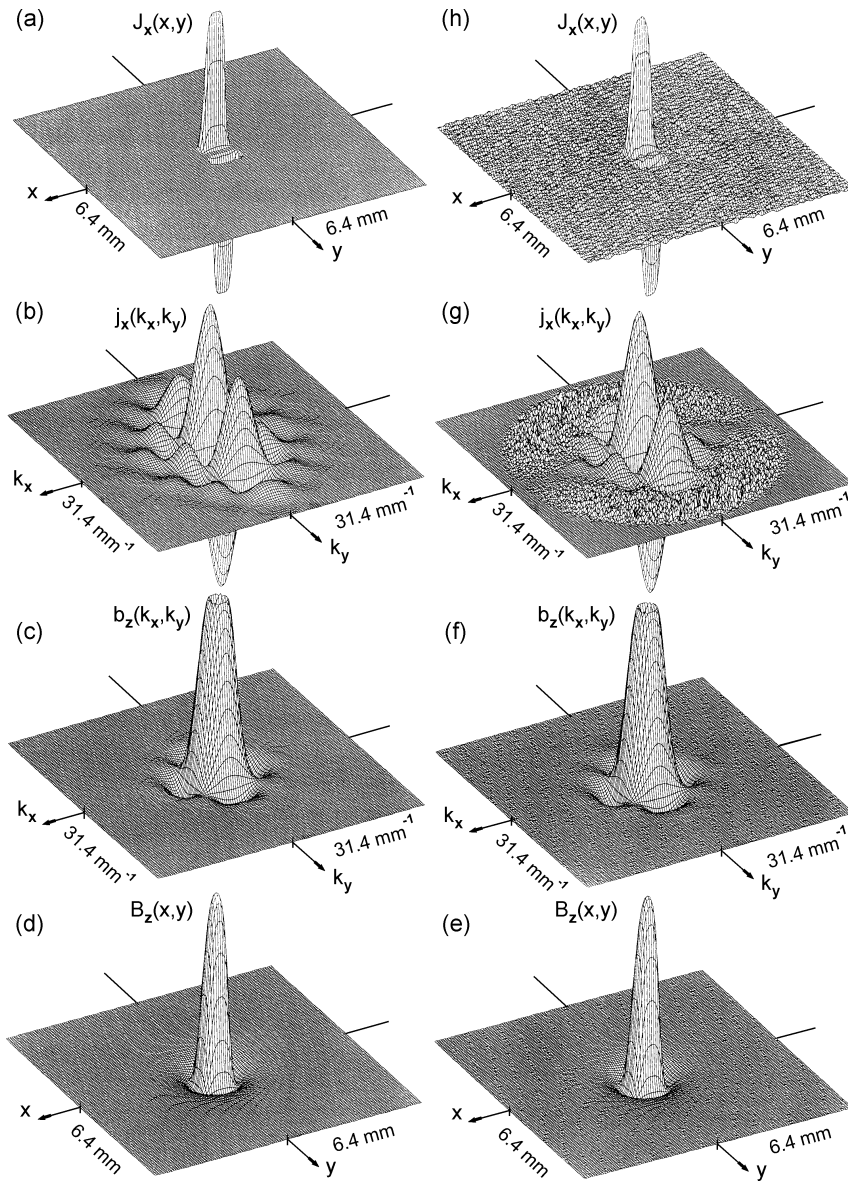 (a)
Jx(x,y)
x
6.4 mm
6.4 mm
y
(h)
Jx(x,y)
x
6.4 mm
6.4 mm
y
(b)
jx(kx,ky)
kx
31.4 mm-1
31.4 mm-1
ky
(g)
jx(kx,ky)
kx
31.4 mm-1
31.4 mm-1
ky
(c)
bz(kx,ky)
kx
31.4 mm-1
31.4 mm-1
ky
(f)
bz(kx,ky)
kx
31.4 mm-1
31.4 mm-1
ky
(d)
Bz(x,y)
x
6.4 mm
6.4 mm
y
(e)
Bz(x,y)
x
6.4 mm
6.4 mm
y